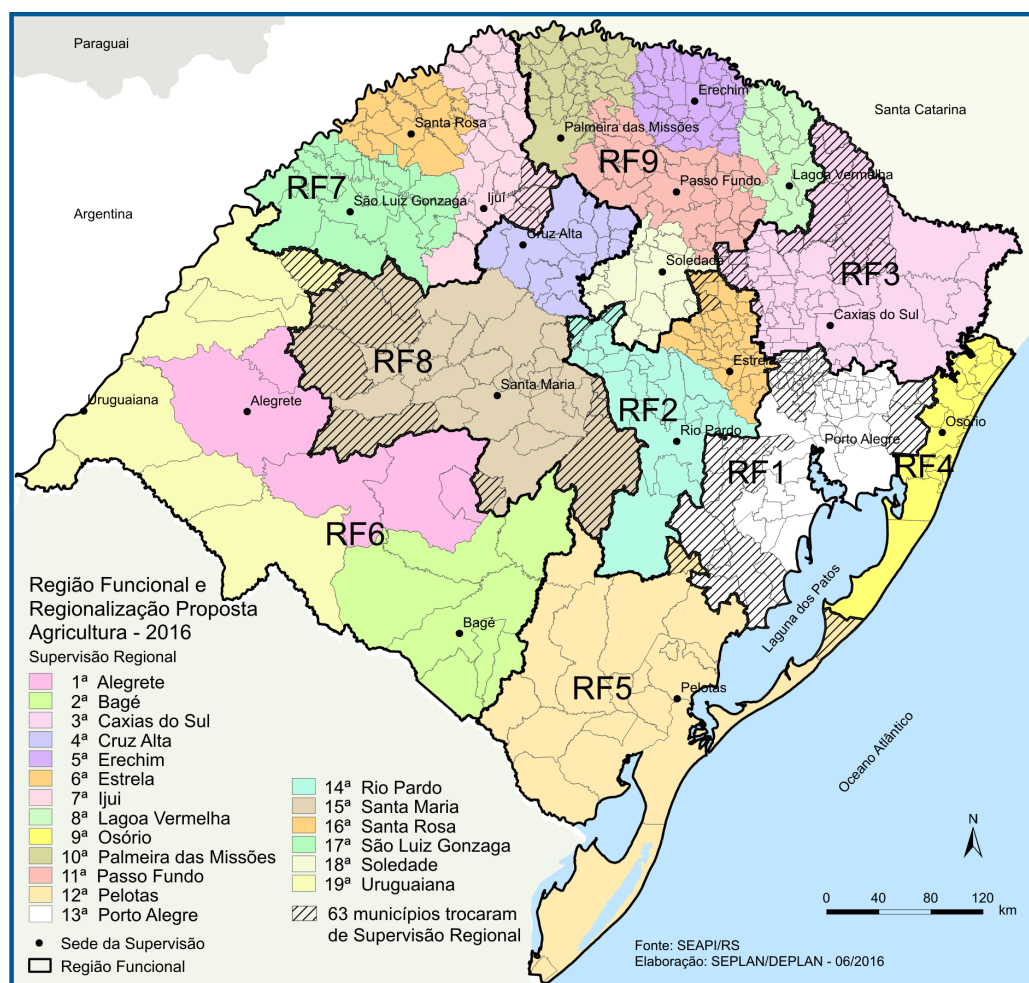 Paraguai
Santa Catarina
Argentina
Erechim
Santa Rosa
Palmeira das Missões
RF9
Passo Fundo
Lagoa Vermelha
RF7
São Luiz Gonzaga
Ijuí
Cruz Alta
Soledade
RF3
Caxias do Sul
RF8
Santa Maria
Estrela
Uruguaiana
Alegrete
RF2
Rio Pardo
Osório
Porto Alegre
RF1
RF4
RF6
Laguna dos Patos
Bagé
RF5
Pelotas
Oceano Atlântico
Região Funcional e
Regionalização Proposta
Agricultura - 2016
Supervisão Regional
1ª Alegrete
2ª Bagé
3ª Caxias do Sul
4ª Cruz Alta
5ª Erechim
6ª Estrela
7ª Ijui
8ª Lagoa Vermelha
9ª Osório
10ª Palmeira das Missões
11ª Passo Fundo
12ª Pelotas
13ª Porto Alegre
Sede da Supervisão
Região Funcional
14ª Rio Pardo
15ª Santa Maria
16ª Santa Rosa
17ª São Luiz Gonzaga
18ª Soledade
19ª Uruguaiana
63 municípios trocaram
de Supervisão Regional
N
0 40 80 120
km
Fonte: SEAPI/RS
Elaboração: SEPLAN/DEPLAN - 06/2016